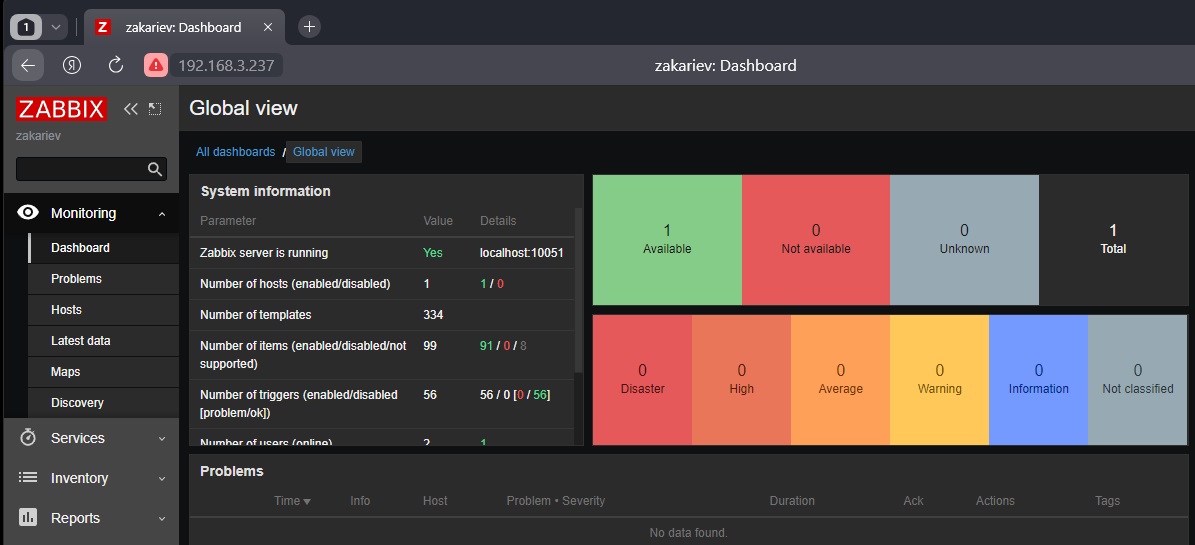 1
Z zakariev: Dashboard
Я 192.168.3.237 zakariev: Dashboard
ZABBIX
zakariev
Monitoring
Dashboard
Problems
Hosts
Latest data
Maps
Discovery
Services
Inventory
Reports
Global view
All dashboards / Global view
System information
Parameter Value Details
Zabbix server is running Yes localhost:10051
Number of hosts (enabled/disabled) 1 1 / 0
Number of templates 334
Number of items (enabled/disabled/not 99 91 / 0 / 8
supported)
Number of triggers (enabled/disabled 56 56 / 0 [0 / 56]
[problem/ok])
Number of users (online) 2 1
1 0 0 1
Available Not available Unknown Total
0 0 0 0 0 0
Disaster High Average Warning Information Not classified
Problems
Time Info Host Problem • Severity Duration Ack Actions Tags
No data found.